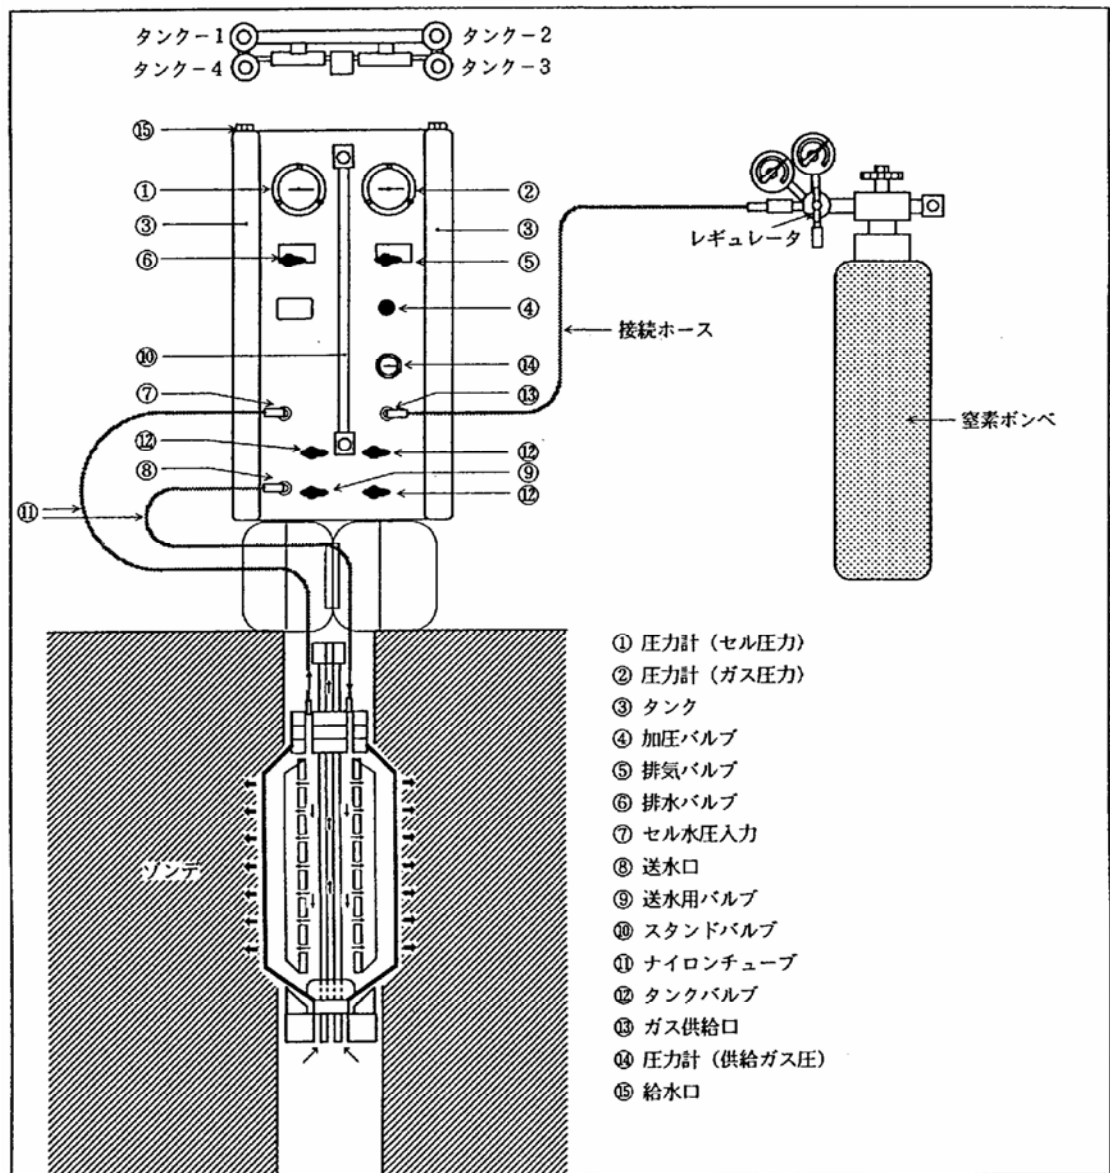 タンク-1
タンク-2
タンク-4
タンク-3
⑮
①
②
③
③
⑥
⑤
④
⑩
⑭
⑦
⑬
⑫
⑫
⑧
⑨
⑫
⑪
レギュレータ
接続ホース
窒素ボンベ
ゾンデ
① 圧力計（セル圧力）
② 圧力計（ガス圧力）
③ タンク
④ 加圧バルブ
⑤ 排気バルブ
⑥ 排水バルブ
⑦ セル水圧入力
⑧ 送水口
⑨ 送水用バルブ
⑩ スタンドバルブ
⑪ ナイロンチューブ
⑫ タンクバルブ
⑬ ガス供給口
⑭ 圧力計（供給ガス圧）
⑮ 給水口